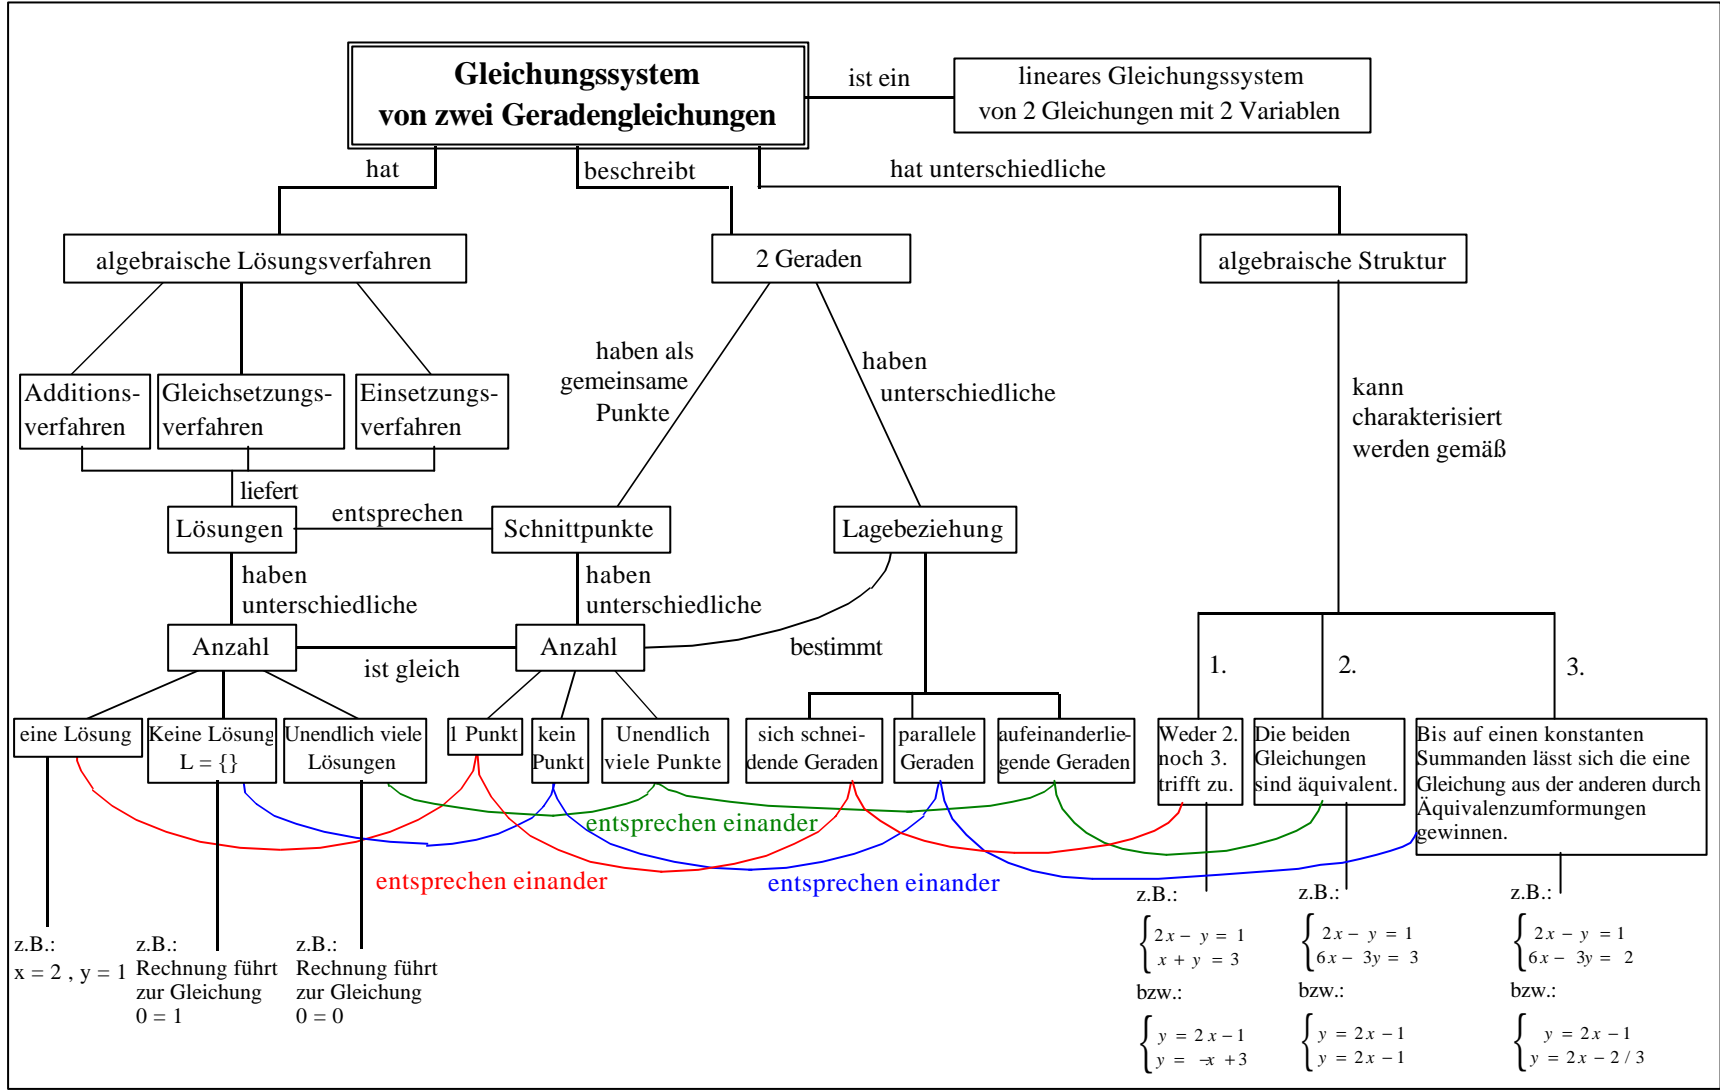 Gleichungssystem
von zwei Geradengleichungen
ist ein
lineares Gleichungssystem
von 2 Gleichungen mit 2 Variablen
hat
beschreibt
hat unterschiedliche
algebraische Lösungsverfahren
2 Geraden
algebraische Struktur
haben als
gemeinsame
Punkte
haben
unterschiedliche
kann
charakterisiert
werden gemäß
Additions-
verfahren
Gleichsetzungs-
verfahren
Einsetzungs-
verfahren
liefert
Lösungen
entsprechen
Schnittpunkte
Lagebeziehung
haben
unterschiedliche
haben
unterschiedliche
Anzahl
ist gleich
Anzahl
bestimmt
1.
2.
3.
eine Lösung
Keine Lösung
L = {}
Unendlich viele
Lösungen
1 Punkt
kein
Punkt
Unendlich
viele Punkte
sich schnei-
dende Geraden
parallele
Geraden
aufeinanderlie-
gende Geraden
Weder 2.
noch 3.
trifft zu.
Die beiden
Gleichungen
sind äquivalent.
Bis auf einen konstanten
Summanden lässt sich die eine
Gleichung aus der anderen durch
Äquivalenzumformungen
gewinnen.
entsprechen einander
entsprechen einander
entsprechen einander
z.B.:
x = 2 , y = 1
z.B.:
Rechnung führt
zur Gleichung
0 = 1
z.B.:
Rechnung führt
zur Gleichung
0 = 0
z.B.:
2x − y = 1
x + y = 3
bzw.:
y = 2x − 1
y = −x + 3
z.B.:
2x − y = 1
6x − 3y = 3
bzw.:
y = 2x − 1
y = 2x − 1
z.B.:
2x − y = 1
6x − 3y = 2
bzw.:
y = 2x − 1
y = 2x − 2 / 3